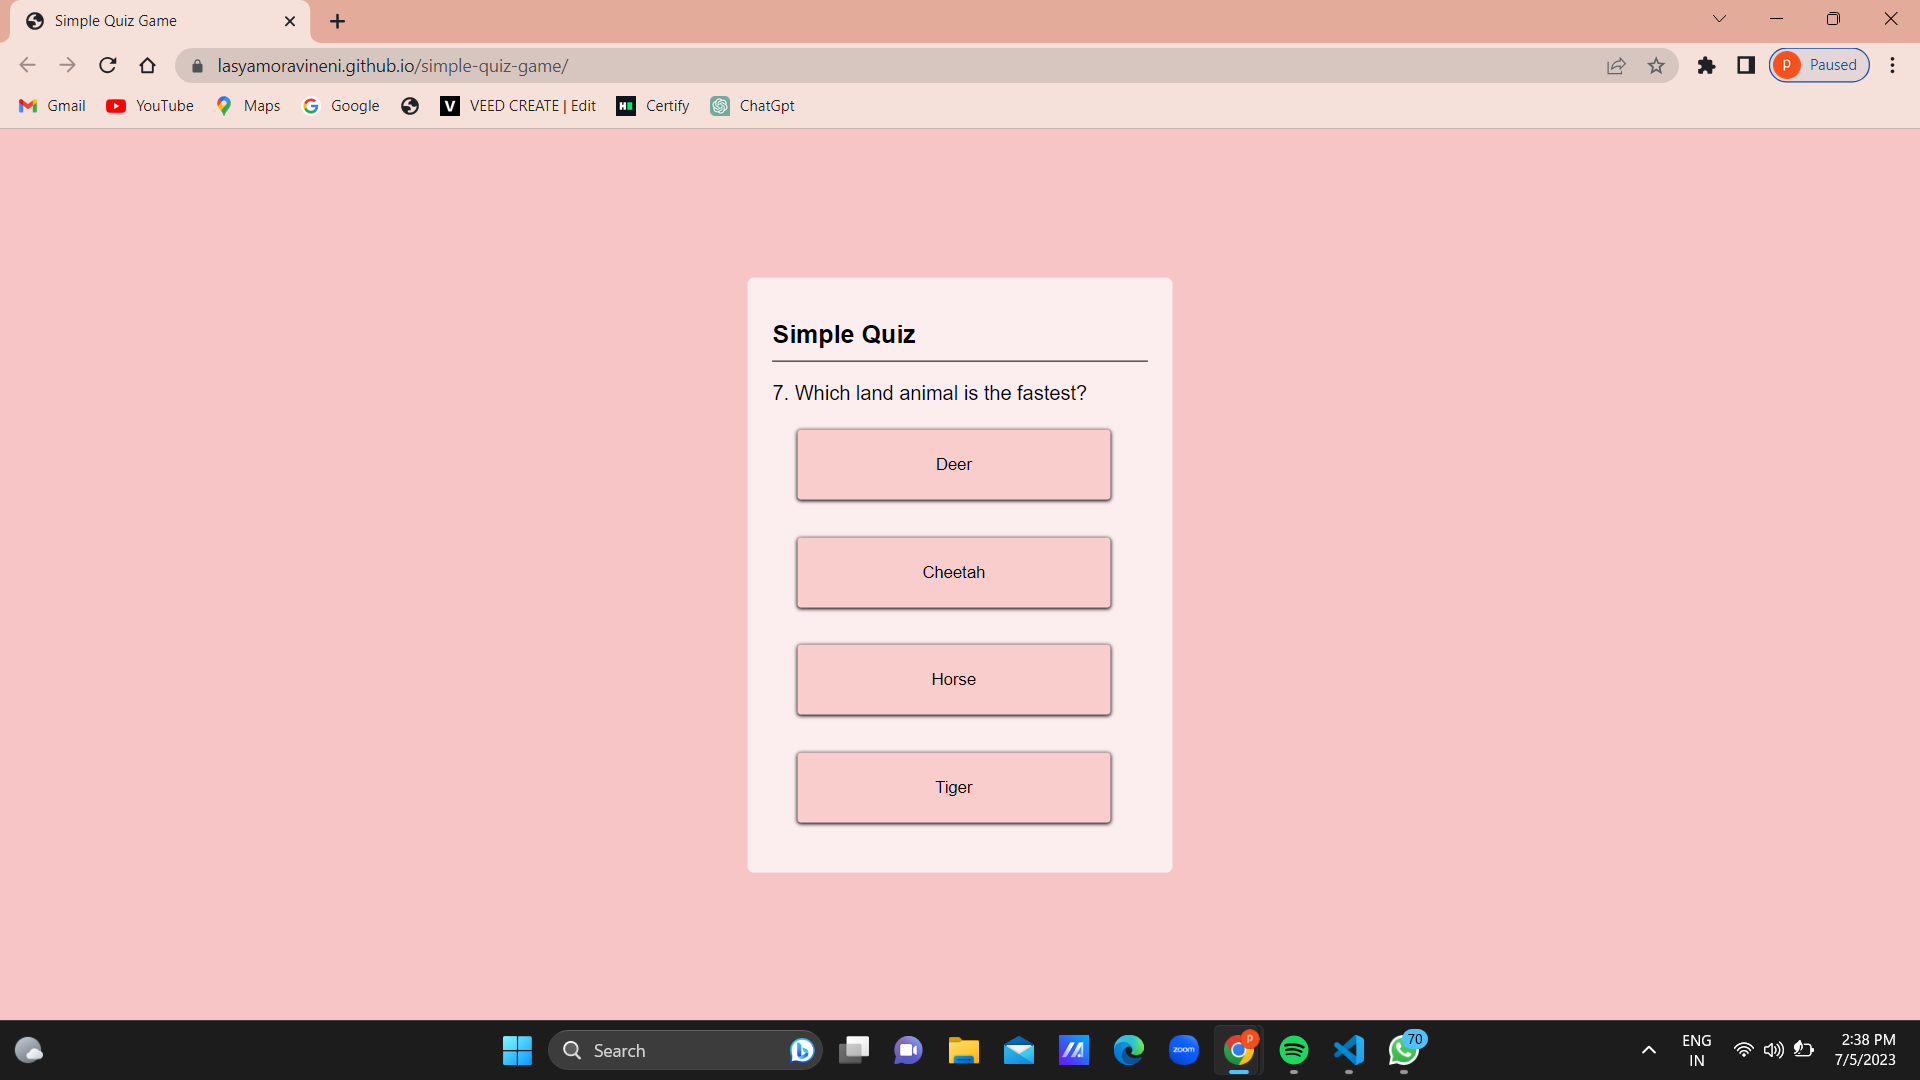 Simple Quiz Game
lasyamoravineni.github.io/simple-quiz-game/
P Paused
Gmail YouTube Maps Google VEED CREATE | Edit Certify ChatGpt
Simple Quiz
7. Which land animal is the fastest?
Deer
Cheetah
Horse
Tiger
Search
zoom
P
70
ENG
IN
2:38 PM
7/5/2023